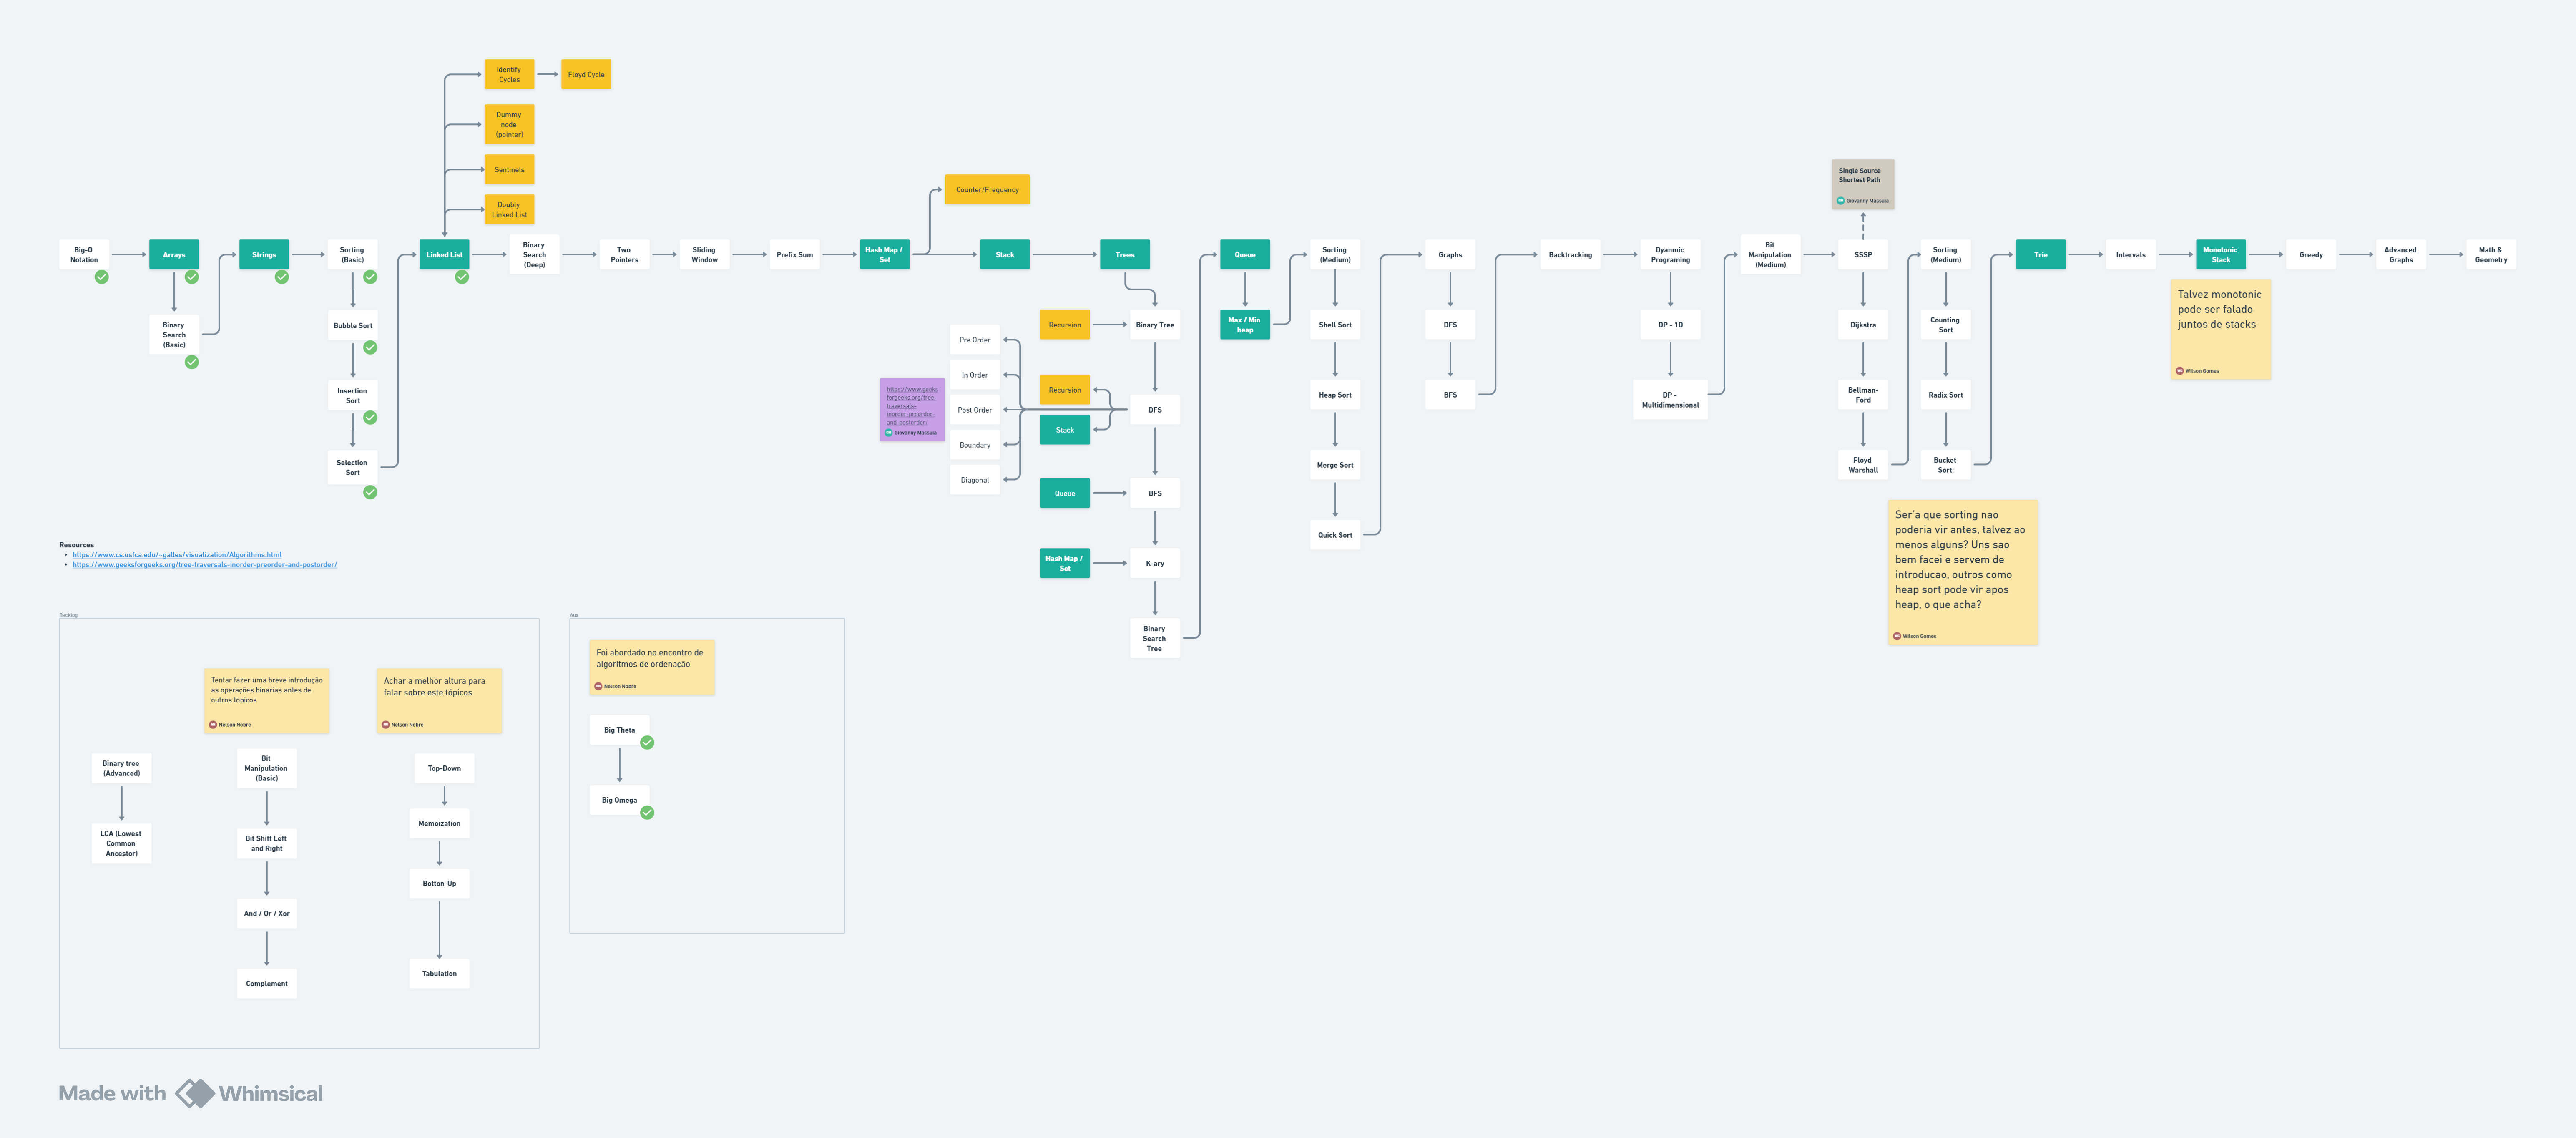 Identify
Cycles
Floyd Cycle
Dummy
node
(pointer)
Sentinels
Doubly
Linked List
Counter/Frequency
Single Source
Shortest Path
Giovanny Massula
Big-O
Notation
Arrays
Strings
Sorting
(Basic)
Linked List
Binary
Search
(Deep)
Two
Pointers
Sliding
Window
Prefix Sum
Hash Map /
Set
Stack
Trees
Queue
Sorting
(Medium)
Graphs
Backtracking
Dyanmic
Programing
Bit
Manipulation
(Medium)
SSSP
Sorting
(Medium)
Trie
Intervals
Monotonic
Stack
Greedy
Advanced
Graphs
Math &
Geometry
Binary
Search
(Basic)
Bubble Sort
Insertion
Sort
Selection
Sort
Recursion
Binary Tree
Pre Order
In Order
Post Order
Boundary
Diagonal
https://www.geeks
forgeeks.org/tree-
traversals-
inorder-preorder-
and-postorder/
Giovanny Massula
Recursion
Stack
DFS
Queue
BFS
Hash Map /
Set
K-ary
Binary
Search
Tree
Max / Min
heap
Shell Sort
Heap Sort
Merge Sort
Quick Sort
DFS
BFS
DP - 1D
DP -
Multidimensional
Dijkstra
Bellman-
Ford
Floyd
Warshall
Counting
Sort
Radix Sort
Bucket
Sort:
Talvez monotonic
pode ser falado
juntos de stacks
Wilson Gomes
Ser'a que sorting nao
poderia vir antes, talvez ao
menos alguns? Uns sao
bem facei e servem de
introducao, outros como
heap sort pode vir apos
heap, o que acha?
Wilson Gomes
Resources
https://www.cs.usfca.edu/~galles/visualization/Algorithms.html
https://www.geeksforgeeks.org/tree-traversals-inorder-preorder-and-postorder/
Backlog
Tentar fazer uma breve introdução
as operações binarias antes de
outros topicos
Nelson Nobre
Achar a melhor altura para
falar sobre este tópicos
Nelson Nobre
Binary tree
(Advanced)
LCA (Lowest
Common
Ancestor)
Bit
Manipulation
(Basic)
Bit Shift Left
and Right
And / Or / Xor
Complement
Top-Down
Memoization
Botton-Up
Tabulation
Aux
Foi abordado no encontro de
algoritmos de ordenação
Nelson Nobre
Big Theta
Big Omega
Made with Whimsical